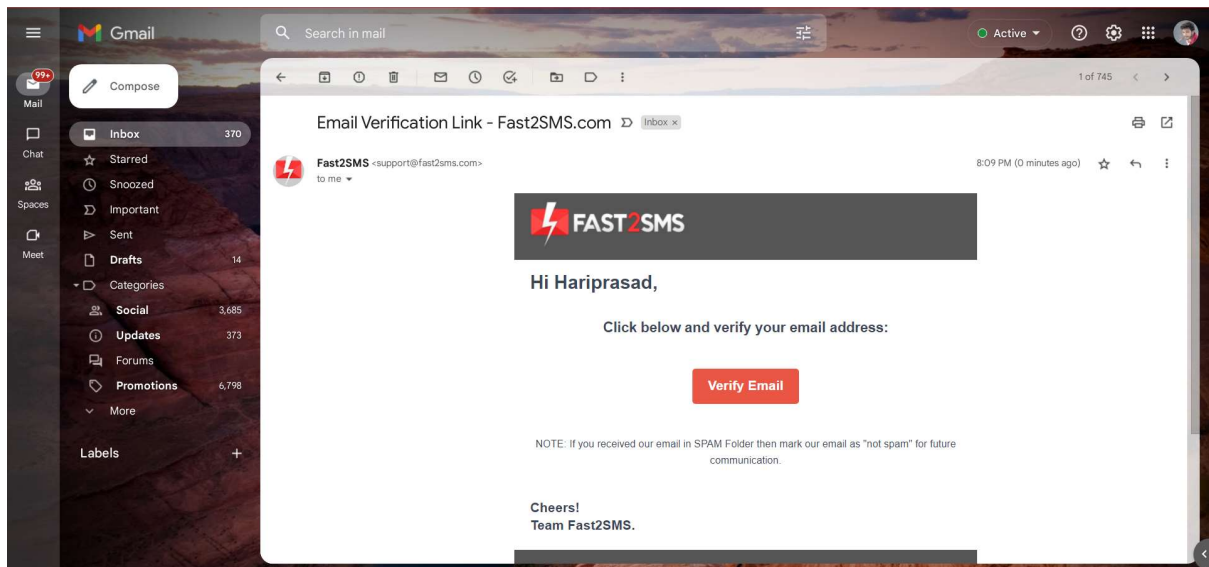 Gmail
Search in mail
Active
99+
Mail
Chat
Spaces
Meet
Compose
Inbox 370
Starred
Snoozed
Important
Sent
Drafts 14
Categories
Social 3,685
Updates 373
Forums
Promotions 6,798
More
Labels +
1 of 745
Email Verification Link - Fast2SMS.com Inbox ×
Fast2SMS <support@fast2sms.com> 8:09 PM (0 minutes ago)
to me
FAST2SMS
Hi Hariprasad,
Click below and verify your email address:
Verify Email
NOTE: If you received our email in SPAM Folder then mark our email as "not spam" for future
communication.
Cheers!
Team Fast2SMS.